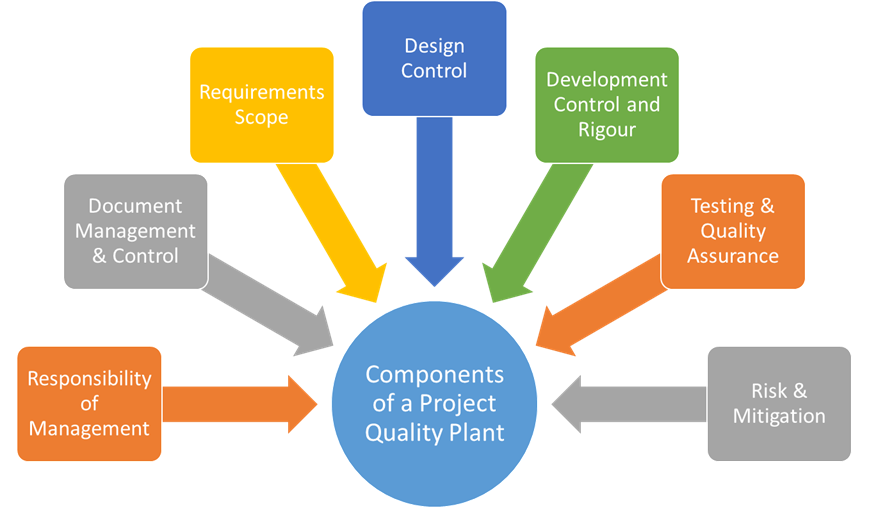 Design
Control
Requirements
Scope
Development
Control and
Rigour
Document
Management
& Control
Testing &
Quality
Assurance
Responsibility
of
Management
Components
of a Project
Quality Plant
Risk &
Mitigation